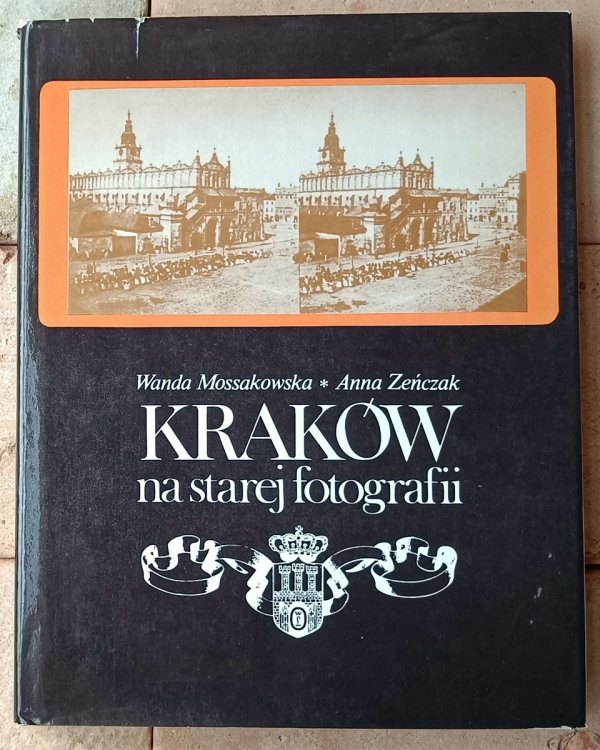 Wanda Mossakowska * Anna Zeńczak
KRAKÓW
na starej fotografii